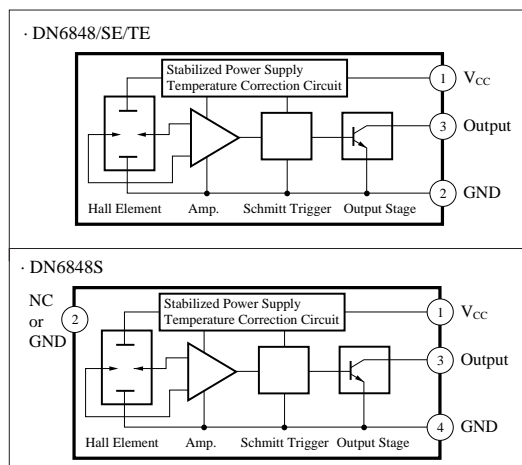 · DN6848/SE/TE
Stabilized Power Supply
Temperature Correction Circuit
1 V_CC
3 Output
2 GND
Hall Element Amp. Schmitt Trigger Output Stage
· DN6848S
NC
or
GND
2
Stabilized Power Supply
Temperature Correction Circuit
1 V_CC
3 Output
4 GND
Hall Element Amp. Schmitt Trigger Output Stage